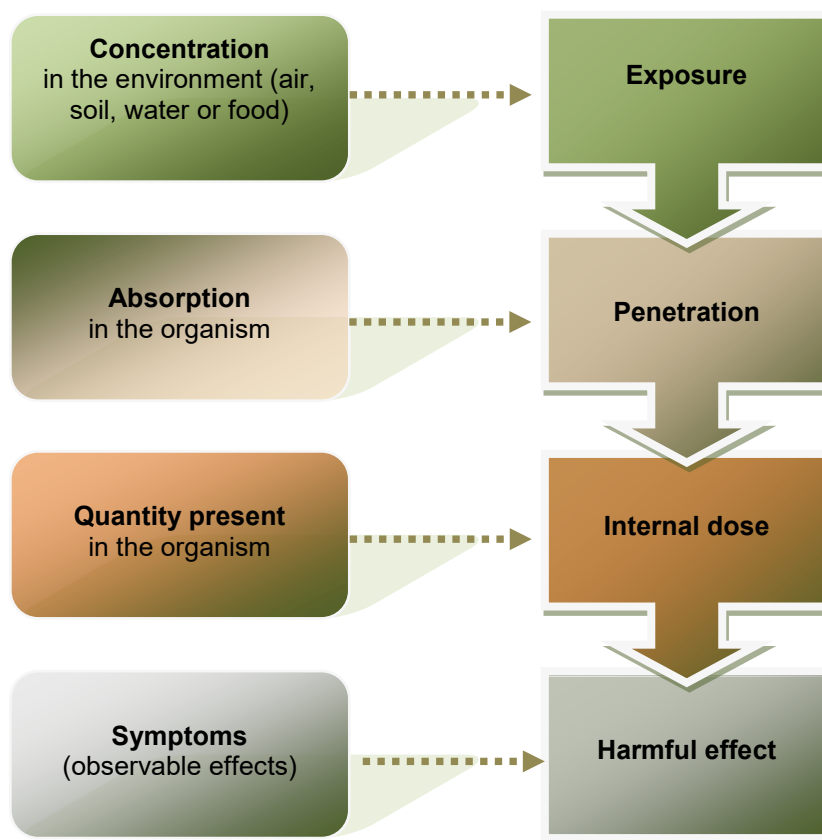 Concentration
in the environment (air,
soil, water or food)
Exposure
Absorption
in the organism
Penetration
Quantity present
in the organism
Internal dose
Symptoms
(observable effects)
Harmful effect